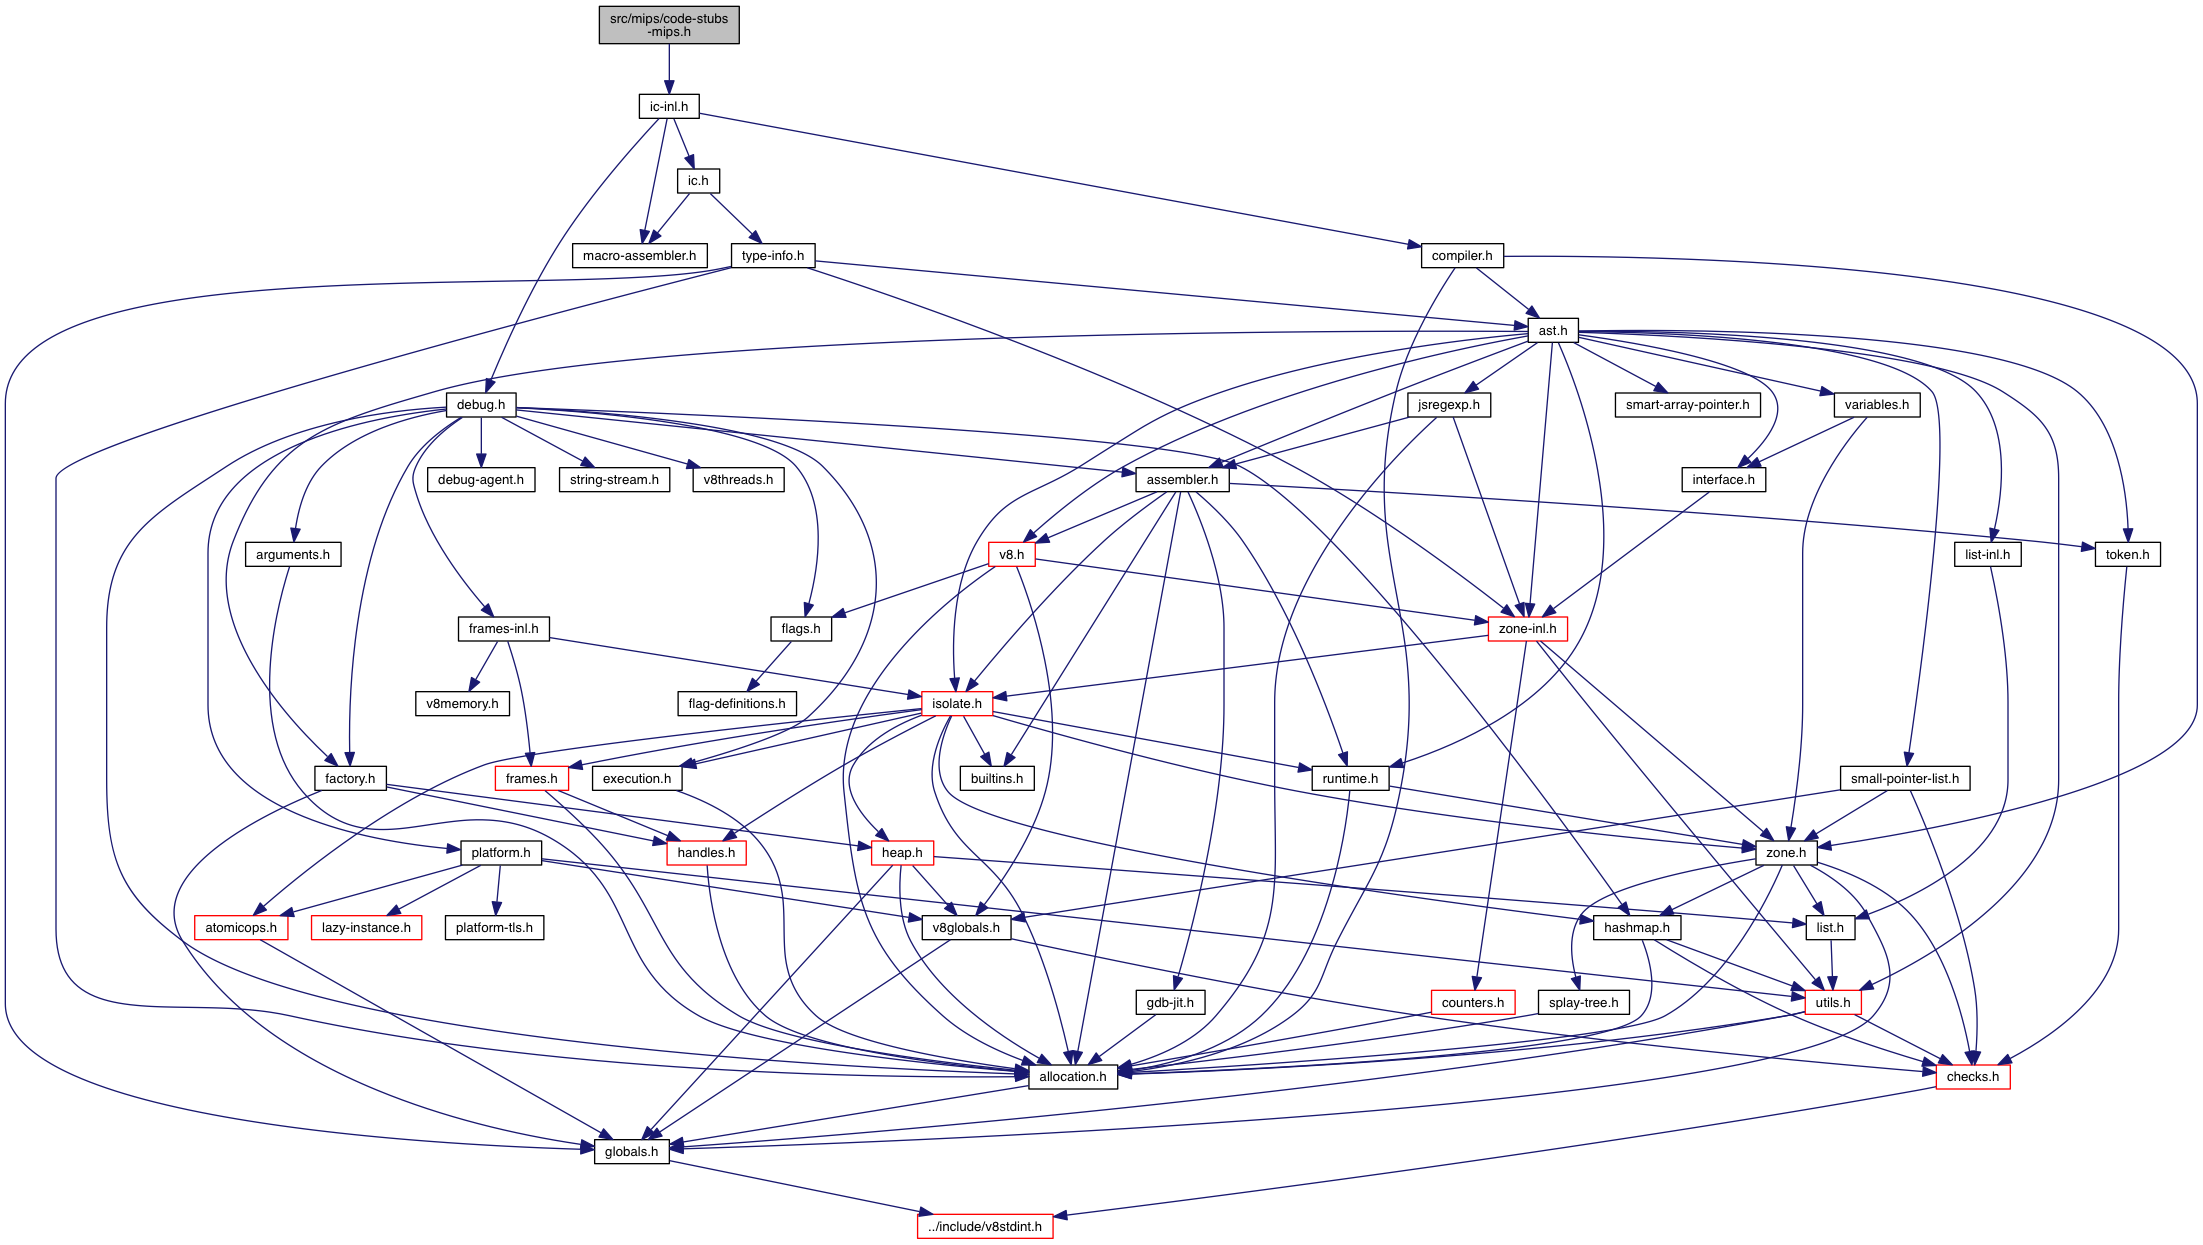 src/mips/code-stubs
-mips.h
ic-inl.h
ic.h
macro-assembler.h
type-info.h
compiler.h
ast.h
debug.h
jsregexp.h
smart-array-pointer.h
variables.h
debug-agent.h
string-stream.h
v8threads.h
assembler.h
interface.h
arguments.h
v8.h
list-inl.h
token.h
frames-inl.h
flags.h
zone-inl.h
v8memory.h
flag-definitions.h
isolate.h
factory.h
frames.h
execution.h
builtins.h
runtime.h
small-pointer-list.h
platform.h
handles.h
heap.h
zone.h
atomicops.h
lazy-instance.h
platform-tls.h
v8globals.h
hashmap.h
list.h
gdb-jit.h
counters.h
splay-tree.h
utils.h
allocation.h
checks.h
globals.h
../include/v8stdint.h